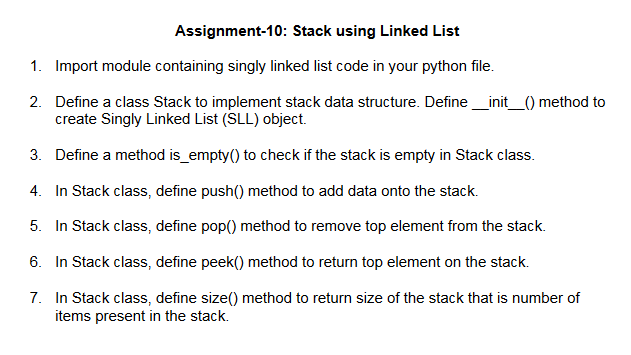 Assignment-10: Stack using Linked List
1. Import module containing singly linked list code in your python file.
2. Define a class Stack to implement stack data structure. Define __init__() method to
create Singly Linked List (SLL) object.
3. Define a method is_empty() to check if the stack is empty in Stack class.
4. In Stack class, define push() method to add data onto the stack.
5. In Stack class, define pop() method to remove top element from the stack.
6. In Stack class, define peek() method to return top element on the stack.
7. In Stack class, define size() method to return size of the stack that is number of
items present in the stack.